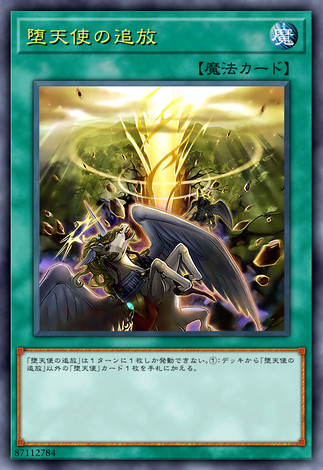 堕天使の追放
魔
【魔法カード】
「堕天使の追放」は1ターンに1枚しか発動できない。①:デッキから「堕天使の
追放」以外の「堕天使」カード1枚を手札に加える。
87112784